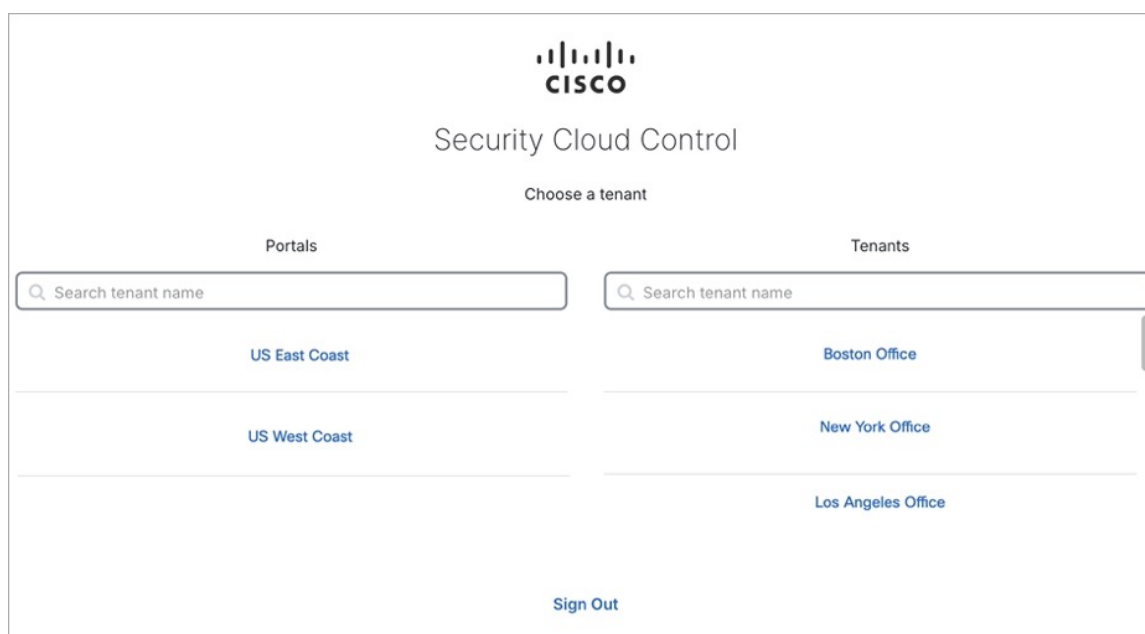 CISCO
Security Cloud Control
Choose a tenant
Portals
Search tenant name
US East Coast
US West Coast
Tenants
Search tenant name
Boston Office
New York Office
Los Angeles Office
Sign Out